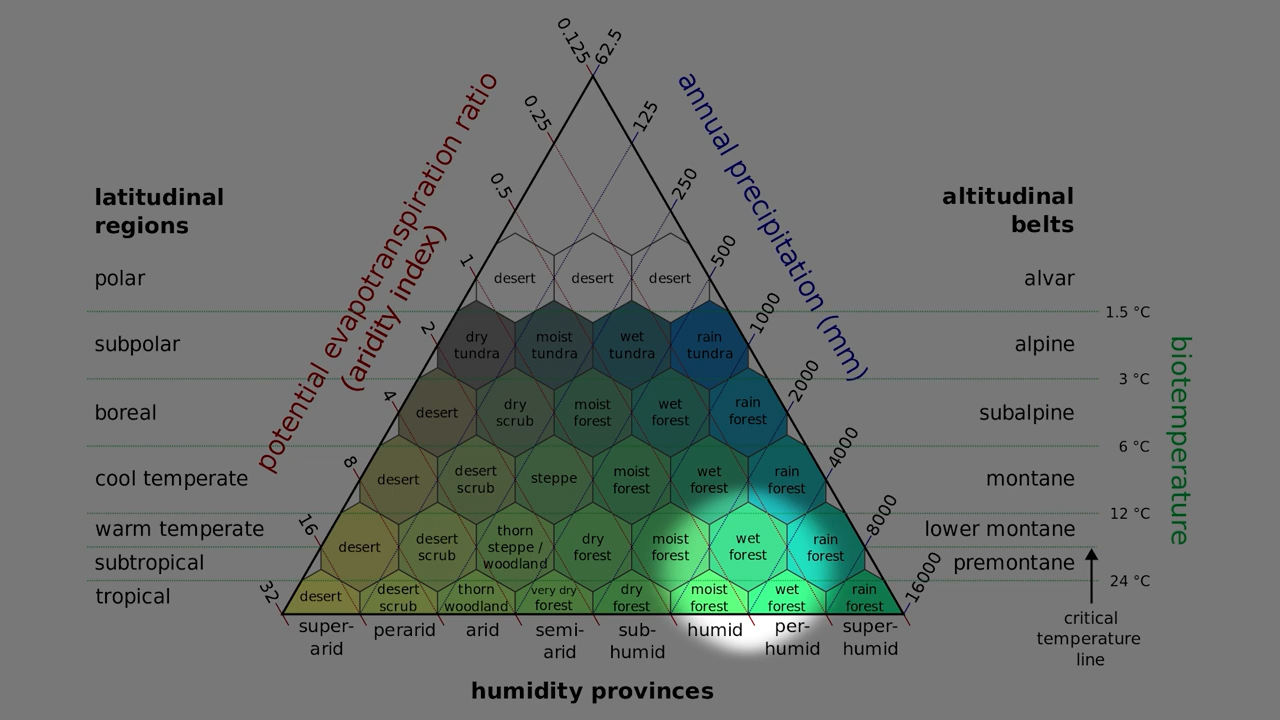 0.125
62.5
0.25
125
0.5
250
1
500
2
1000
4
2000
8
4000
16
8000
32
16000
potential evapotranspiration ratio
(aridity index)
annual precipitation (mm)
latitudinal
regions
altitudinal
belts
polar
desert
desert
desert
alvar
1.5 °C
subpolar
dry
tundra
moist
tundra
wet
tundra
rain
tundra
alpine
3 °C
boreal
desert
dry
scrub
moist
forest
wet
forest
rain
forest
subalpine
6 °C
cool temperate
desert
desert
scrub
steppe
moist
forest
wet
forest
rain
forest
montane
12 °C
warm temperate
subtropical
desert
desert
scrub
thorn
steppe /
woodland
dry
forest
moist
forest
wet
forest
rain
forest
lower montane
premontane
24 °C
tropical
desert
desert
scrub
thorn
woodland
very dry
forest
dry
forest
moist
forest
wet
forest
rain
forest
biotemperature
critical
temperature
line
super-
arid
perarid
arid
semi-
arid
sub-
humid
humid
per-
humid
super-
humid
humidity provinces